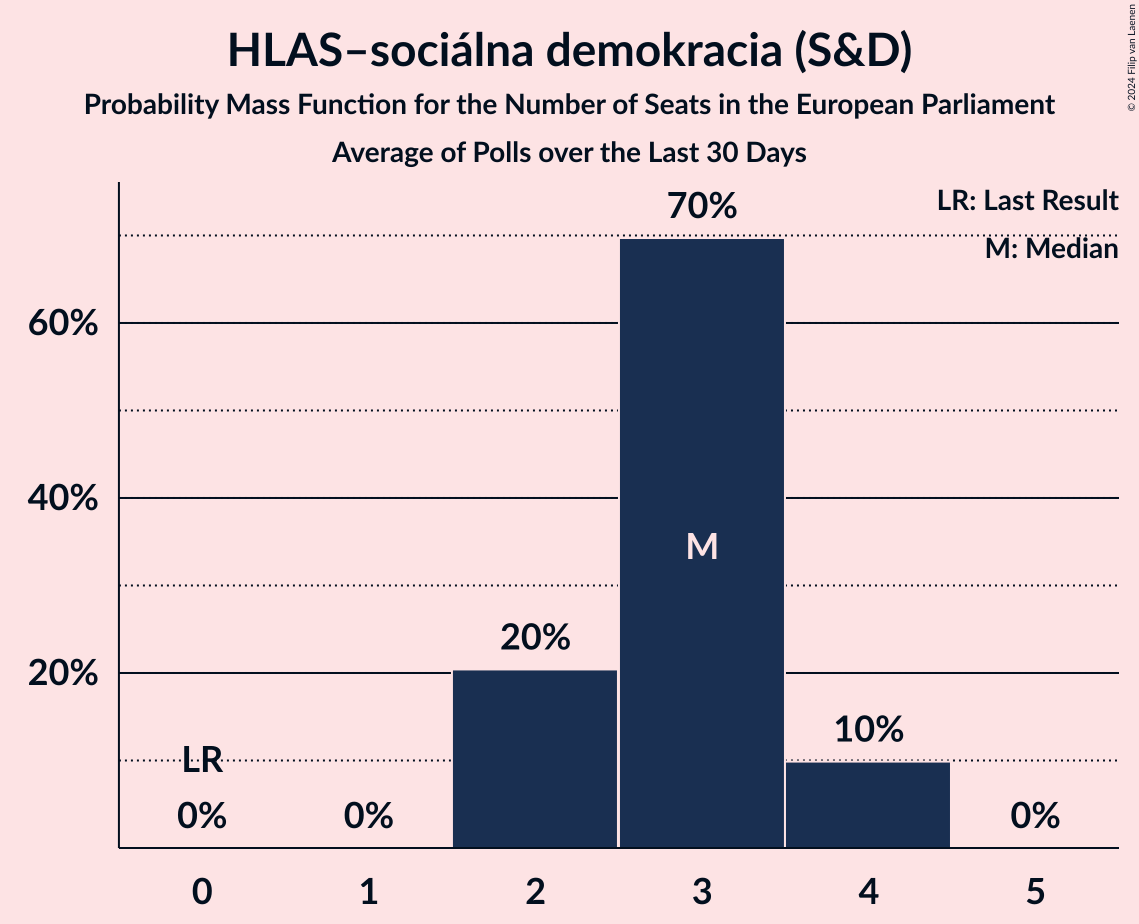 HLAS–sociálna demokracia (S&D)
Probability Mass Function for the Number of Seats in the European Parliament
Average of Polls over the Last 30 Days
© 2024 Filip van Laenen
LR: Last Result
M: Median
70%
60%
40%
M
20%
20%
10%
LR
0%
0%
0%
0 1 2 3 4 5